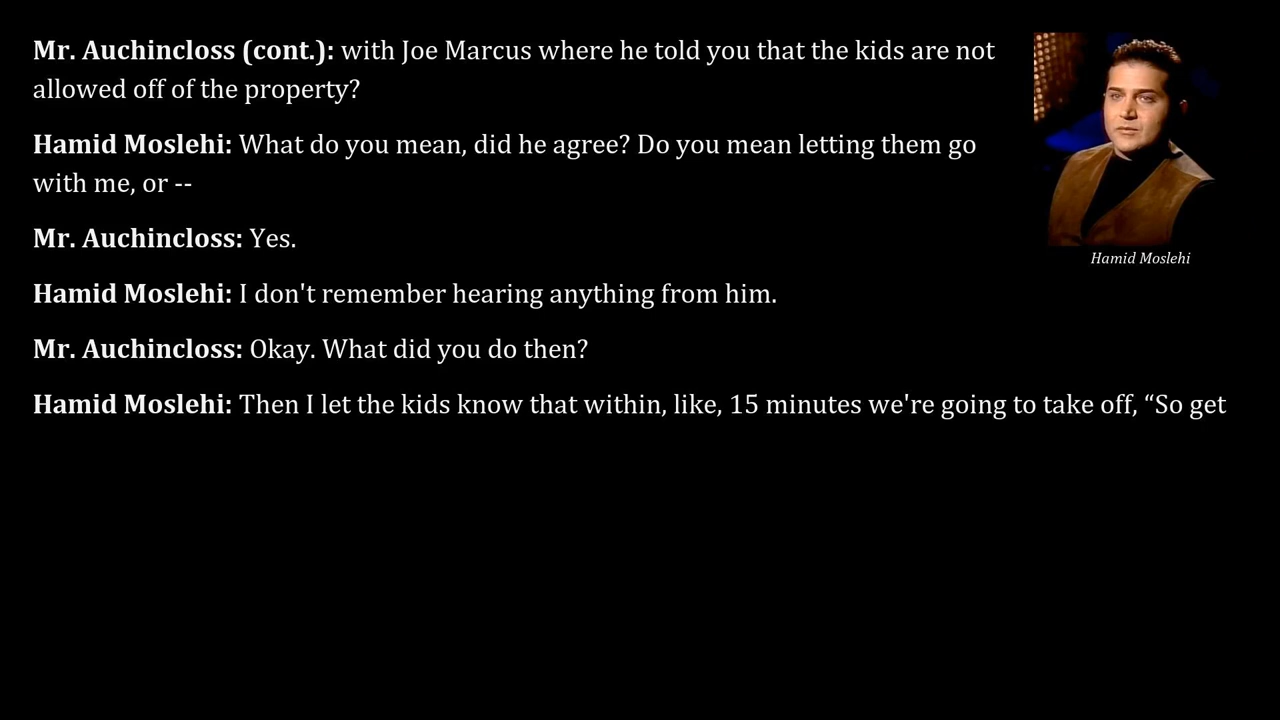 Mr. Auchincloss (cont.): with Joe Marcus where he told you that the kids are not
allowed off of the property?
Hamid Moslehi: What do you mean, did he agree? Do you mean letting them go
with me, or --
Mr. Auchincloss: Yes.
Hamid Moslehi
Hamid Moslehi: I don't remember hearing anything from him.
Mr. Auchincloss: Okay. What did you do then?
Hamid Moslehi: Then I let the kids know that within, like, 15 minutes we're going to take off, “So get